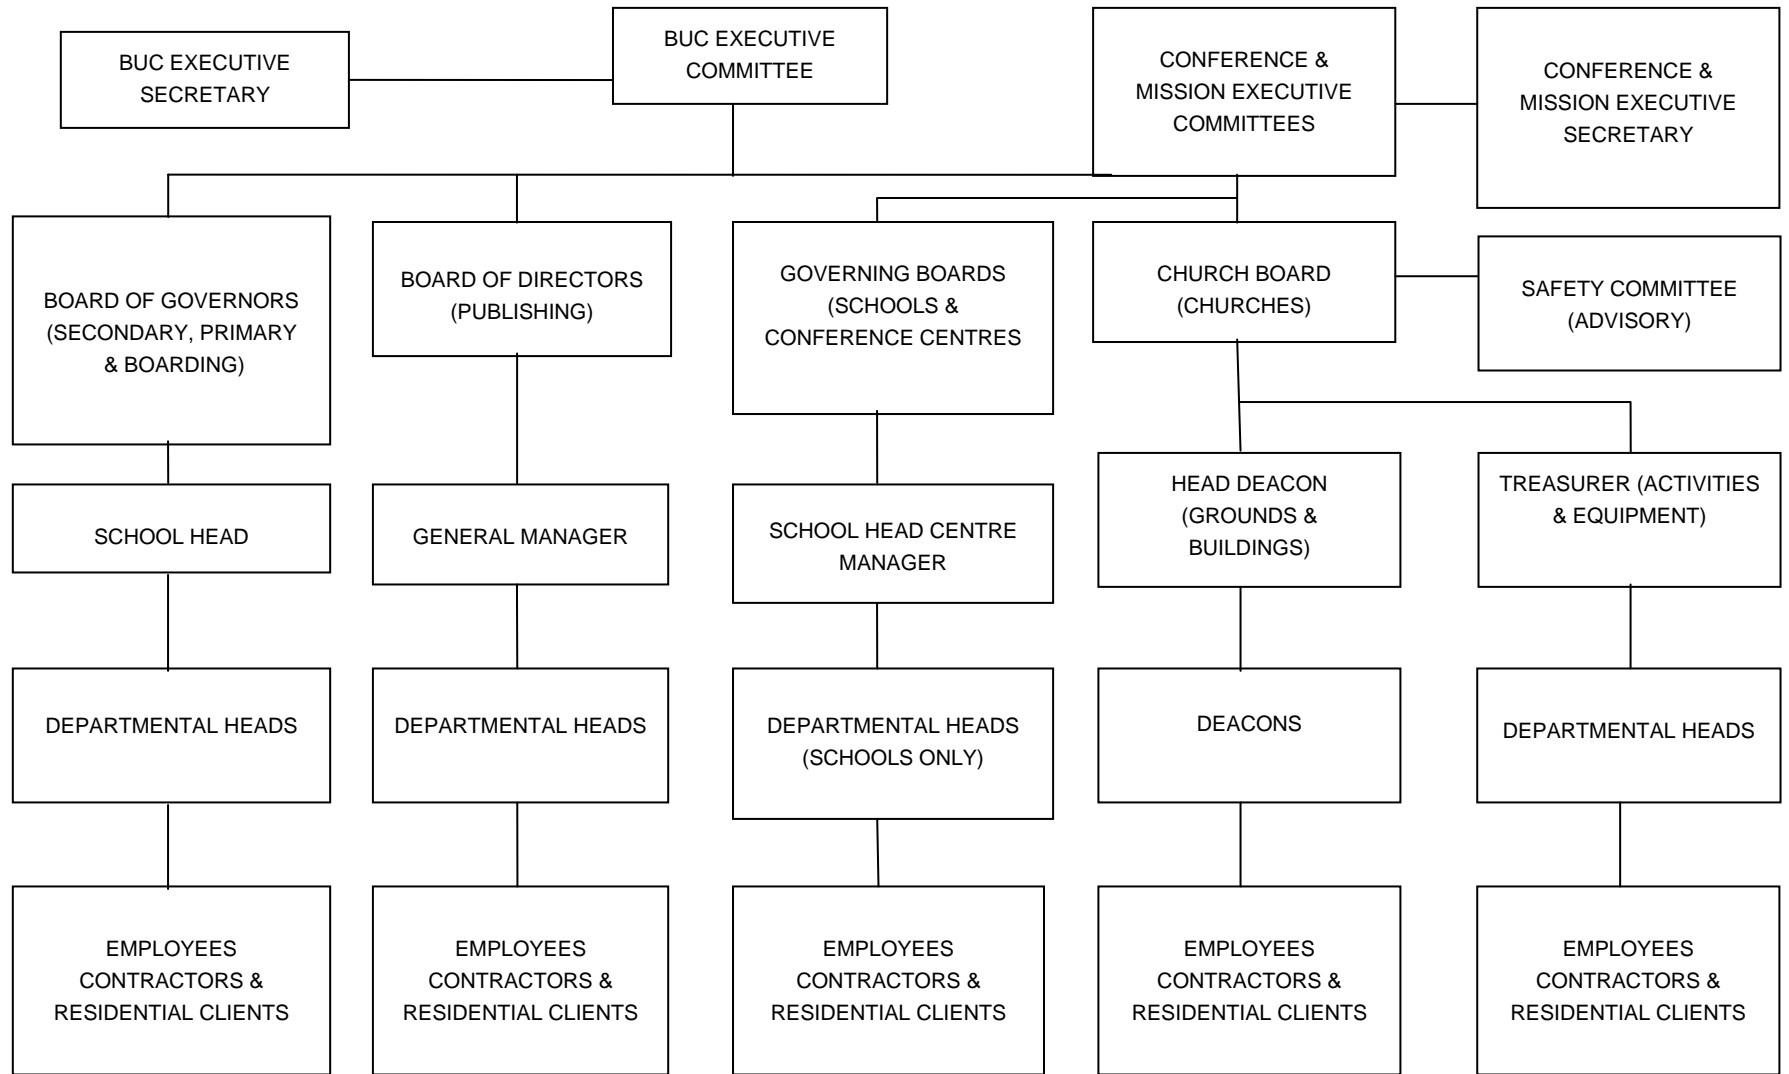 BUC EXECUTIVE
SECRETARY
BUC EXECUTIVE
COMMITTEE
CONFERENCE &
MISSION EXECUTIVE
COMMITTEES
CONFERENCE &
MISSION EXECUTIVE
SECRETARY
BOARD OF GOVERNORS
(SECONDARY, PRIMARY
& BOARDING)
BOARD OF DIRECTORS
(PUBLISHING)
GOVERNING BOARDS
(SCHOOLS &
CONFERENCE CENTRES
CHURCH BOARD
(CHURCHES)
SAFETY COMMITTEE
(ADVISORY)
SCHOOL HEAD
GENERAL MANAGER
SCHOOL HEAD CENTRE
MANAGER
HEAD DEACON
(GROUNDS &
BUILDINGS)
TREASURER (ACTIVITIES
& EQUIPMENT)
DEPARTMENTAL HEADS
DEPARTMENTAL HEADS
DEPARTMENTAL HEADS
(SCHOOLS ONLY)
DEACONS
DEPARTMENTAL HEADS
EMPLOYEES
CONTRACTORS &
RESIDENTIAL CLIENTS
EMPLOYEES
CONTRACTORS &
RESIDENTIAL CLIENTS
EMPLOYEES
CONTRACTORS &
RESIDENTIAL CLIENTS
EMPLOYEES
CONTRACTORS &
RESIDENTIAL CLIENTS
EMPLOYEES
CONTRACTORS &
RESIDENTIAL CLIENTS